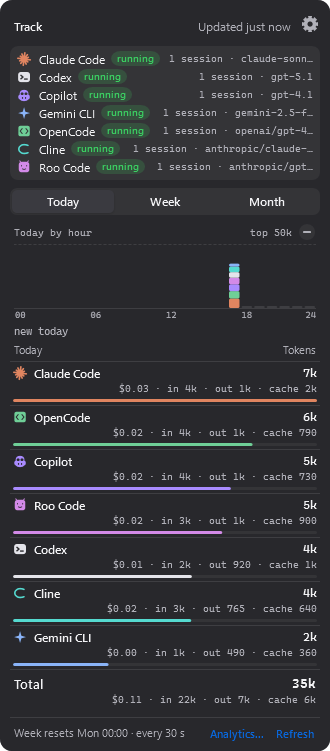 Track Updated just now
Claude Code running 1 session · claude-sonn…
Codex running 1 session · gpt-5.1
Copilot running 1 session · gpt-4.1
Gemini CLI running 1 session · gemini-2.5-f…
OpenCode running 1 session · openai/gpt-4…
Cline running 1 session · anthropic/claude-…
Roo Code running 1 session · anthropic/gpt…
Today Week Month
Today by hour top 50k
00 06 12 18 24
new today
Today Tokens
Claude Code 7k
$0.03 · in 4k · out 1k · cache 2k
OpenCode 6k
$0.02 · in 4k · out 1k · cache 790
Copilot 5k
$0.02 · in 4k · out 1k · cache 730
Roo Code 5k
$0.02 · in 3k · out 1k · cache 900
Codex 4k
$0.01 · in 2k · out 920 · cache 1k
Cline 4k
$0.02 · in 3k · out 765 · cache 640
Gemini CLI 2k
$0.00 · in 1k · out 490 · cache 360
Total 35k
$0.11 · in 22k · out 7k · cache 6k
Week resets Mon 00:00 · every 30 s Analytics… Refresh